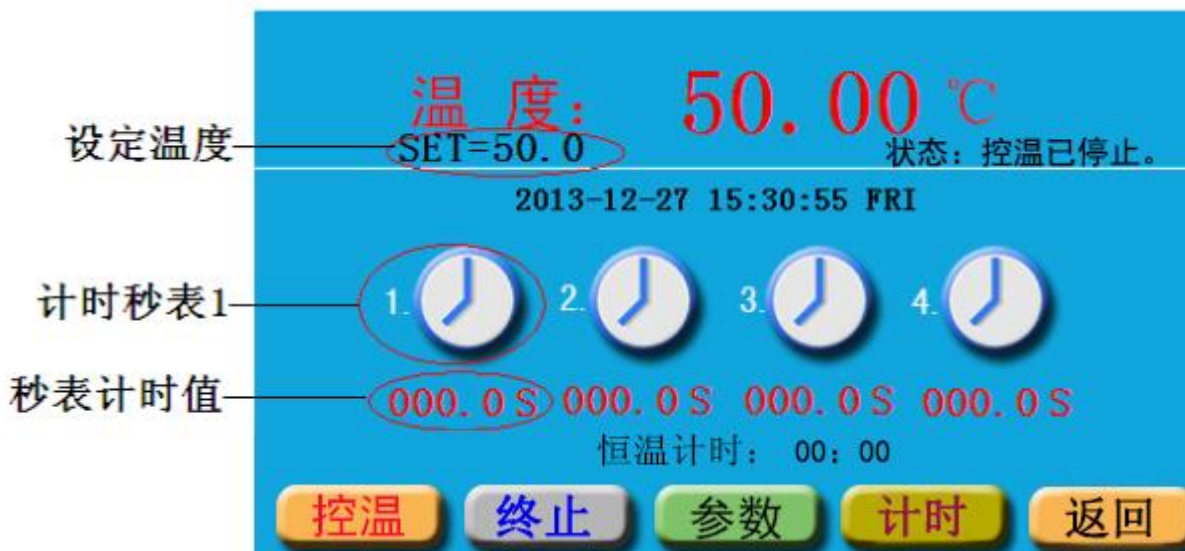 温 度： 50.00 ℃
设定温度
SET=50.0
状态：控温已停止。
2013-12-27 15:30:55 FRI
计时秒表1
1. 2. 3. 4.
秒表计时值
000.0S 000.0S 000.0S 000.0S
恒温计时： 00：00
控温 终止 参数 计时 返回